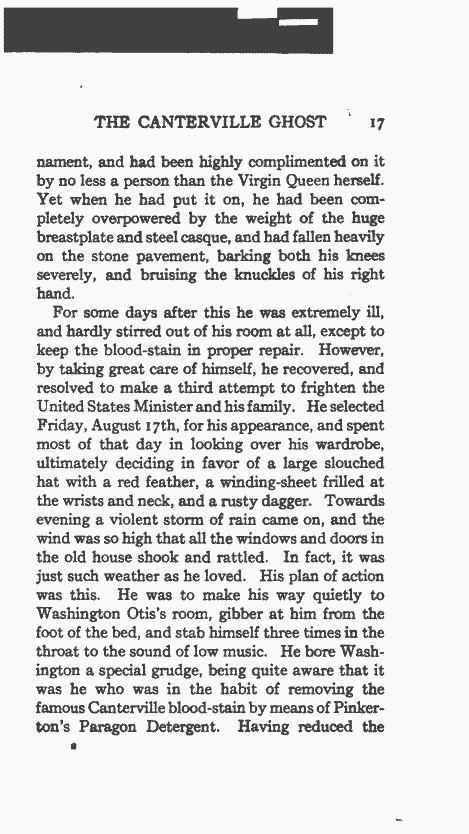 THE CANTERVILLE GHOST 17
nament, and had been highly complimented on it
by no less a person than the Virgin Queen herself.
Yet when he had put it on, he had been com-
pletely overpowered by the weight of the huge
breastplate and steel casque, and had fallen heavily
on the stone pavement, barking both his knees
severely, and bruising the knuckles of his right
hand.
For some days after this he was extremely ill,
and hardly stirred out of his room at all, except to
keep the blood-stain in proper repair. However,
by taking great care of himself, he recovered, and
resolved to make a third attempt to frighten the
United States Minister and his family. He selected
Friday, August 17th, for his appearance, and spent
most of that day in looking over his wardrobe,
ultimately deciding in favor of a large slouched
hat with a red feather, a winding-sheet frilled at
the wrists and neck, and a rusty dagger. Towards
evening a violent storm of rain came on, and the
wind was so high that all the windows and doors in
the old house shook and rattled. In fact, it was
just such weather as he loved. His plan of action
was this. He was to make his way quietly to
Washington Otis's room, gibber at him from the
foot of the bed, and stab himself three times in the
throat to the sound of low music. He bore Wash-
ington a special grudge, being quite aware that it
was he who was in the habit of removing the
famous Canterville blood-stain by means of Pinker-
ton's Paragon Detergent. Having reduced the